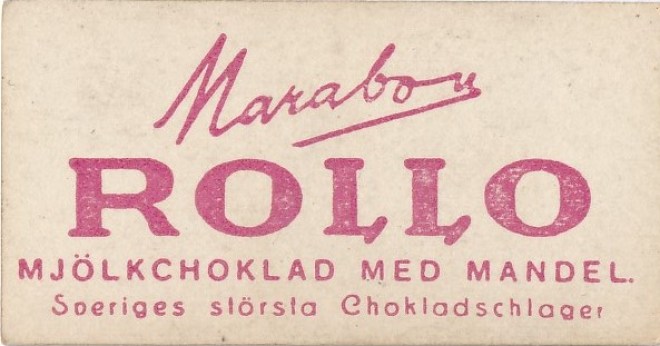 Marabou
ROLLO
MJÖLKCHOKLAD MED MANDEL.
Sveriges största Chokladschlager